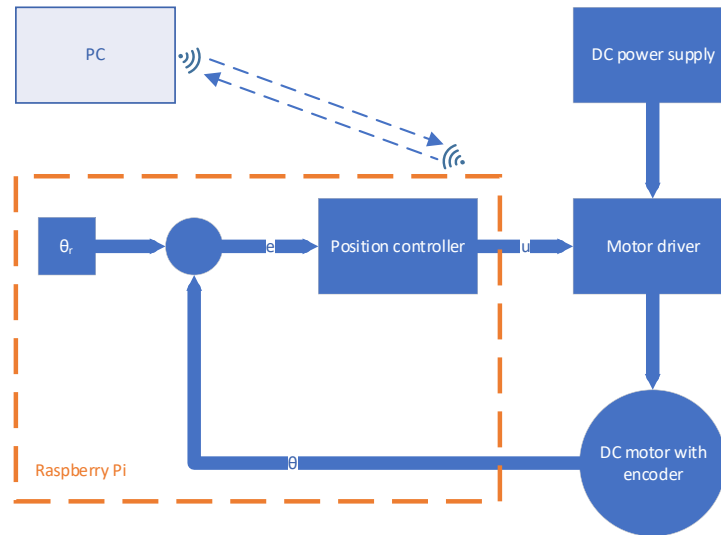 PC
DC power supply
θᵣ
e
Position controller
u
Motor driver
Raspberry Pi
θ
DC motor with
encoder